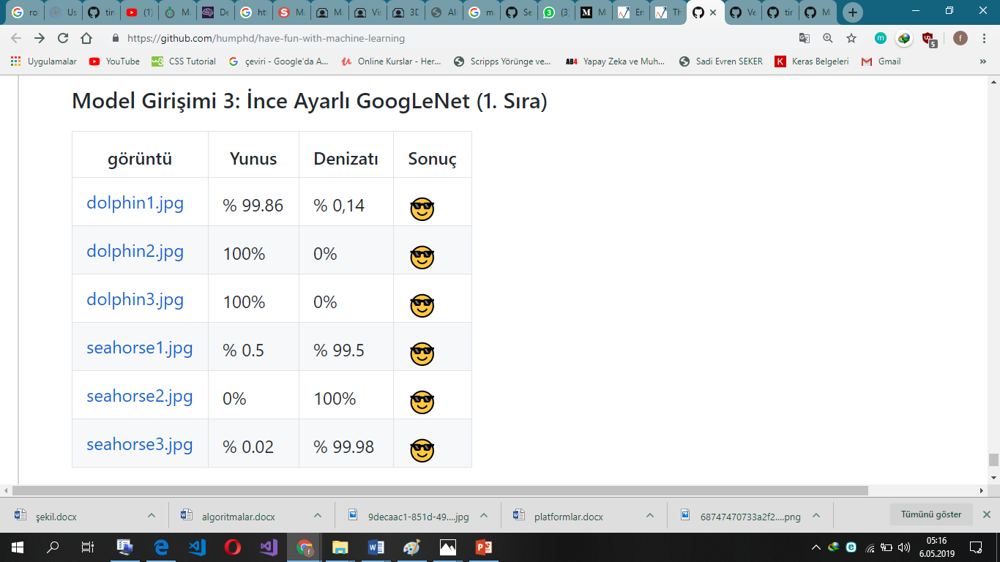 ro
Us
tir
(1)
M
De
ht
M
M
Vi
3D
Al
m
Se
(3)
M
Er
Th
Ve
tir
M
https://github.com/humphd/have-fun-with-machine-learning
5
f
Uygulamalar
YouTube
CSS Tutorial
çeviri - Google'da A...
Online Kurslar - Her...
Scripps Yörünge ve...
AB4 Yapay Zeka ve Muh...
Sadi Evren SEKER
K Keras Belgeleri
Gmail
»
Model Girişimi 3: İnce Ayarlı GoogLeNet (1. Sıra)
görüntü Yunus Denizatı Sonuç
dolphin1.jpg % 99.86 % 0,14
dolphin2.jpg 100% 0%
dolphin3.jpg 100% 0%
seahorse1.jpg % 0.5 % 99.5
seahorse2.jpg 0% 100%
seahorse3.jpg % 0.02 % 99.98
şekil.docx
algoritmalar.docx
9decaac1-851d-49....jpg
platformlar.docx
68747470733a2f2....png
Tümünü göster
05:16
6.05.2019